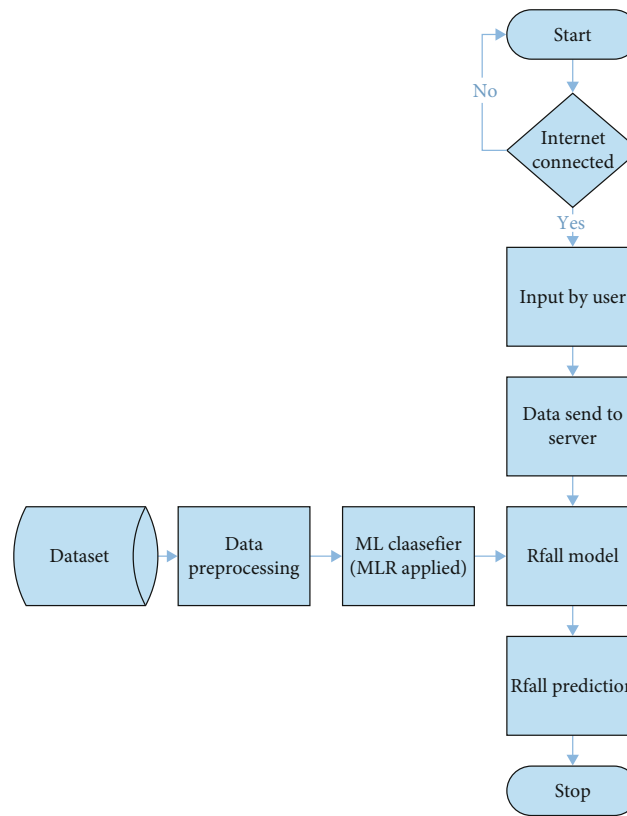 Start
No
Internet
connected
Yes
Input by user
Data send to
server
Dataset
Data
preprocessing
ML claasefier
(MLR applied)
Rfall model
Rfall prediction
Stop